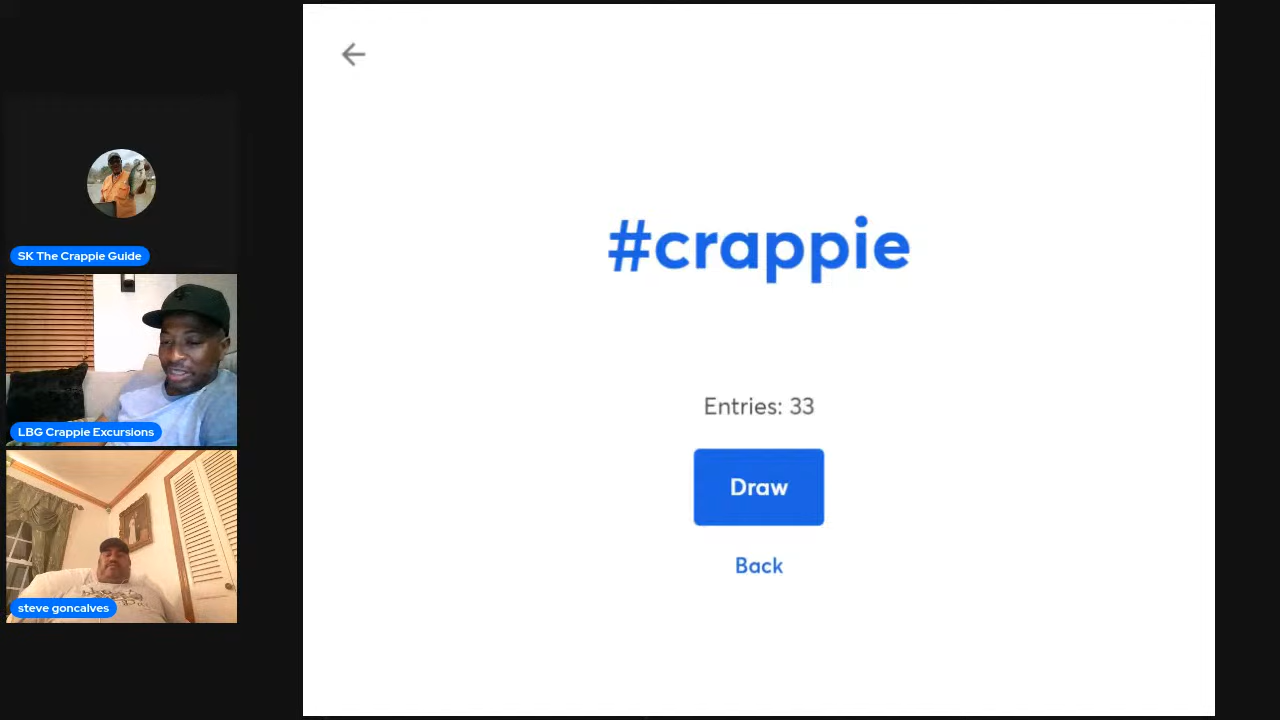 SK The Crappie Guide
LBG Crappie Excursions
steve goncalves
#crappie
Entries: 33
Draw
Back